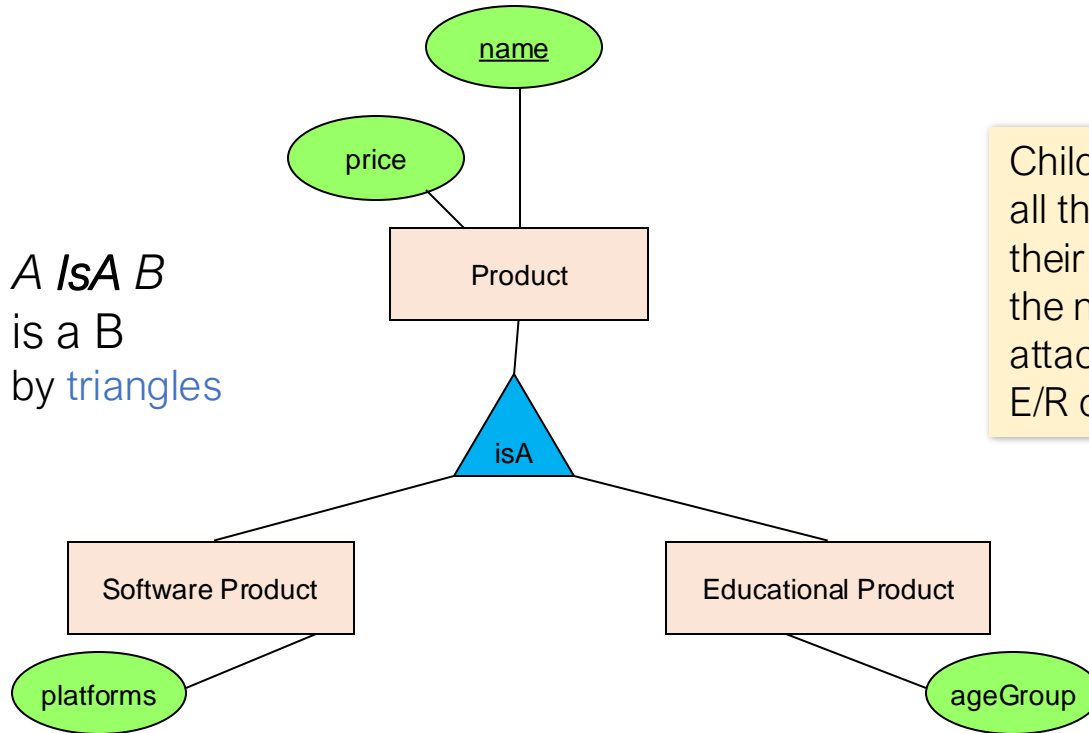 name
price
Product
A IsA B
is a B
by triangles
Child
all th
their
the n
attac
E/R
isA
Software Product
Educational Product
platforms
ageGroup